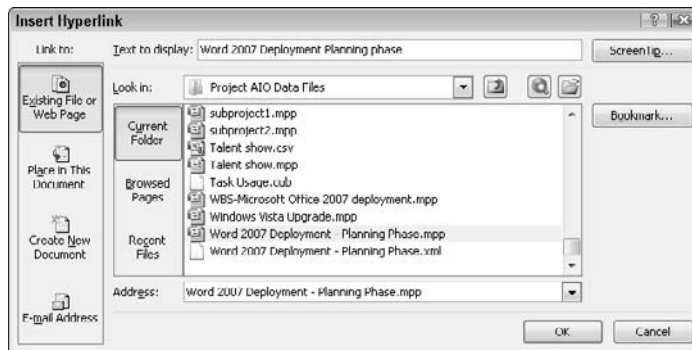 Insert Hyperlink
Link to:
Text to display: Word 2007 Deployment Planning phase
ScreenTip...
Existing File or
Web Page
Look in: Project AIO Data Files
Bookmark...
Current
Folder
subproject1.mpp
subproject2.mpp
Talent show.csv
Talent show.mpp
Place in This
Document
Browsed
Pages
Task Usage.cub
WBS-Microsoft Office 2007 deployment.mpp
Windows Vista Upgrade.mpp
Create New
Document
Recent
Files
Word 2007 Deployment - Planning Phase.mpp
Word 2007 Deployment - Planning Phase.xml
E-mail Address
Address: Word 2007 Deployment - Planning Phase.mpp
OK
Cancel